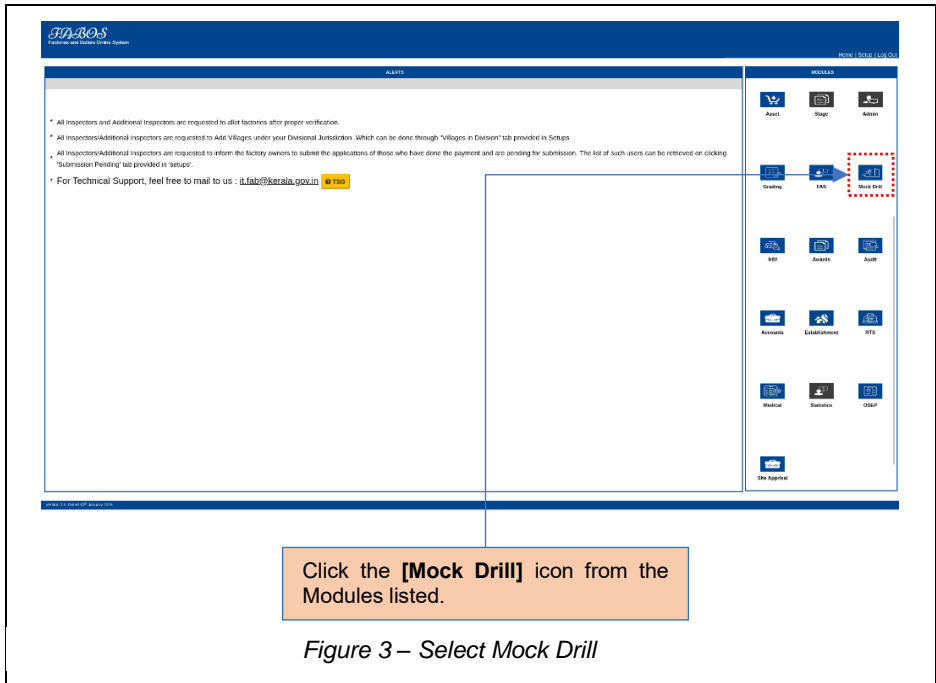 FABOS
Factories and Boilers Online System
Home | Setup | Log Out
ALERTS
MODULES
* All Inspectors and Additional Inspectors are requested to allot factories after proper verification.
* All Inspectors/Additional Inspectors are requested to Add Villages under your Divisional Jurisdiction .Which can be done through "Villages in Division" tab provided in Setups
* All Inspectors/Additional Inspectors are requested to inform the factory owners to submit the applications of those who have done the payment and are pending for submission. The list of such users can be retrieved on clicking
'Submission Pending' tab provided in 'setups'.
* For Technical Support, feel free to mail to us : it.fab@kerala.gov.in TSG
Asset Stage Admin
Grading FAS Mock Drill
Awards Audit
Accounts Establishment RTS
Medical Statistics OSEP
Site Apprisal
Click the [Mock Drill] icon from the
Modules listed.
Figure 3 – Select Mock Drill